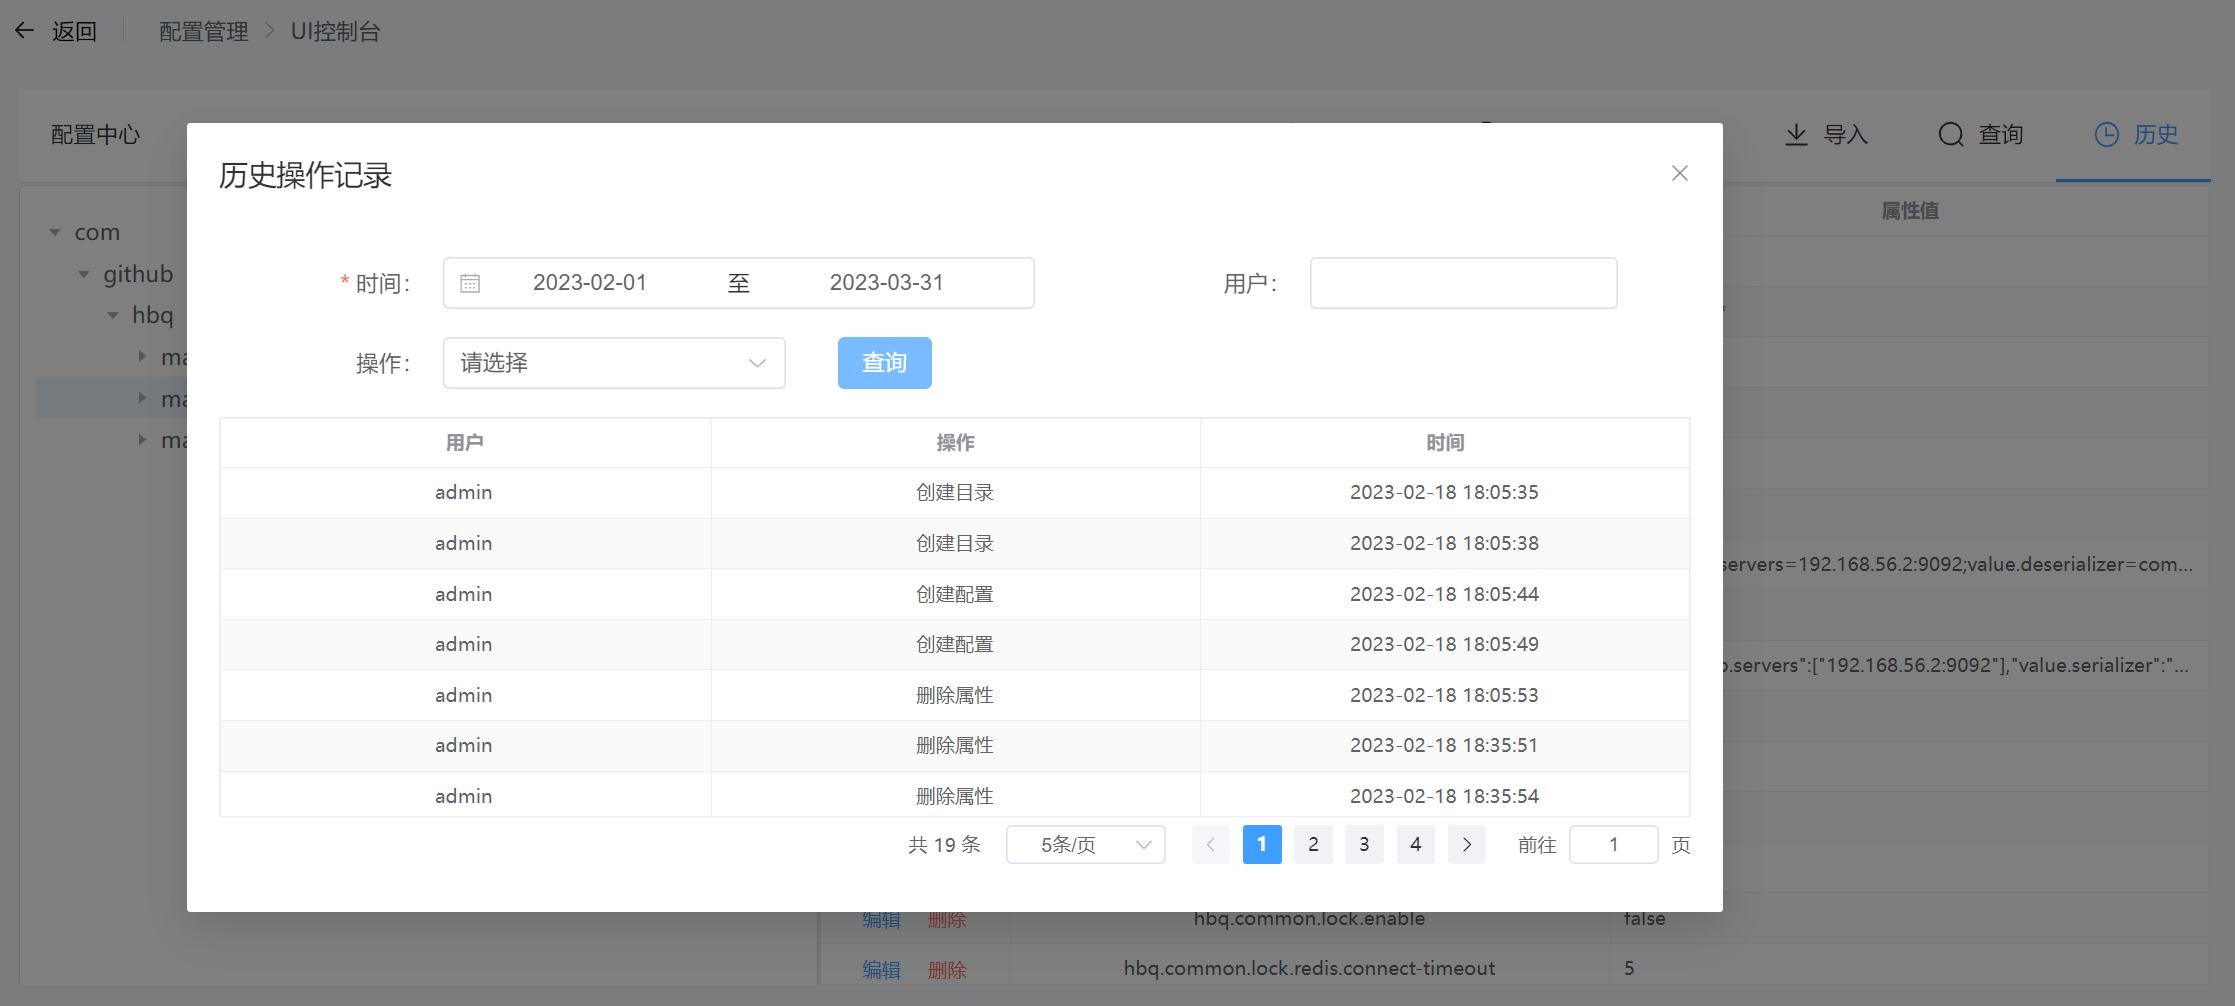 返回 配置管理 UI控制台
配置中心 导入 查询 历史
com
github
hbq
ma
ma
ma
属性值
servers=192.168.56.2:9092;value.deserializer=com...
.servers":["192.168.56.2:9092"],"value.serializer":"...
历史操作记录
* 时间: 2023-02-01 至 2023-03-31 用户:
操作: 请选择 查询
用户 操作 时间
admin 创建目录 2023-02-18 18:05:35
admin 创建目录 2023-02-18 18:05:38
admin 创建配置 2023-02-18 18:05:44
admin 创建配置 2023-02-18 18:05:49
admin 删除属性 2023-02-18 18:05:53
admin 删除属性 2023-02-18 18:35:51
admin 删除属性 2023-02-18 18:35:54
共 19 条 5条/页 1 2 3 4 前往 1 页
编辑 删除 hbq.common.lock.enable false
编辑 删除 hbq.common.lock.redis.connect-timeout 5